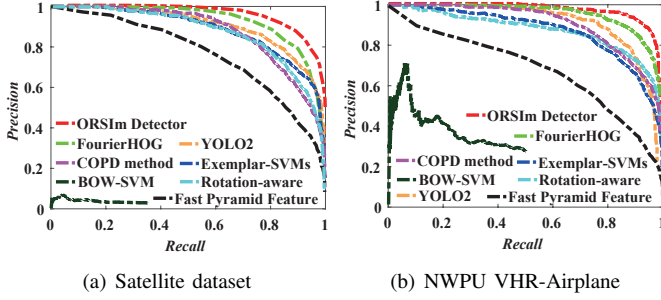 1
0.8
0.6
0.4
0.2
0
Precision
ORSIm Detector
FourierHOG
YOLO2
COPD method
Exemplar-SVMs
BOW-SVM
Rotation-aware
Fast Pyramid Feature
0 0.2 0.4 0.6 0.8 1
Recall
(a) Satellite dataset
1
0.8
0.6
0.4
0.2
0
Precision
ORSIm Detector
FourierHOG
COPD method
Exemplar-SVMs
BOW-SVM
Rotation-aware
YOLO2
Fast Pyramid Feature
0 0.2 0.4 0.6 0.8 1
Recall
(b) NWPU VHR-Airplane